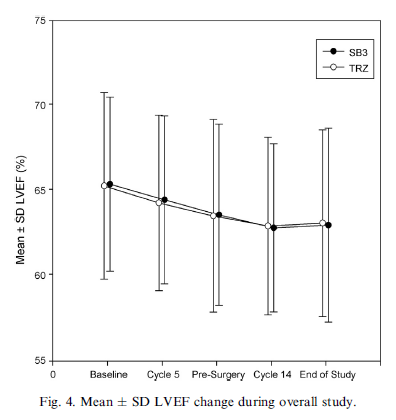 75
70
65
60
55
Mean ± SD LVEF (%)
SB3
TRZ
0 Baseline Cycle 5 Pre-Surgery Cycle 14 End of Study
Fig. 4. Mean ± SD LVEF change during overall study.